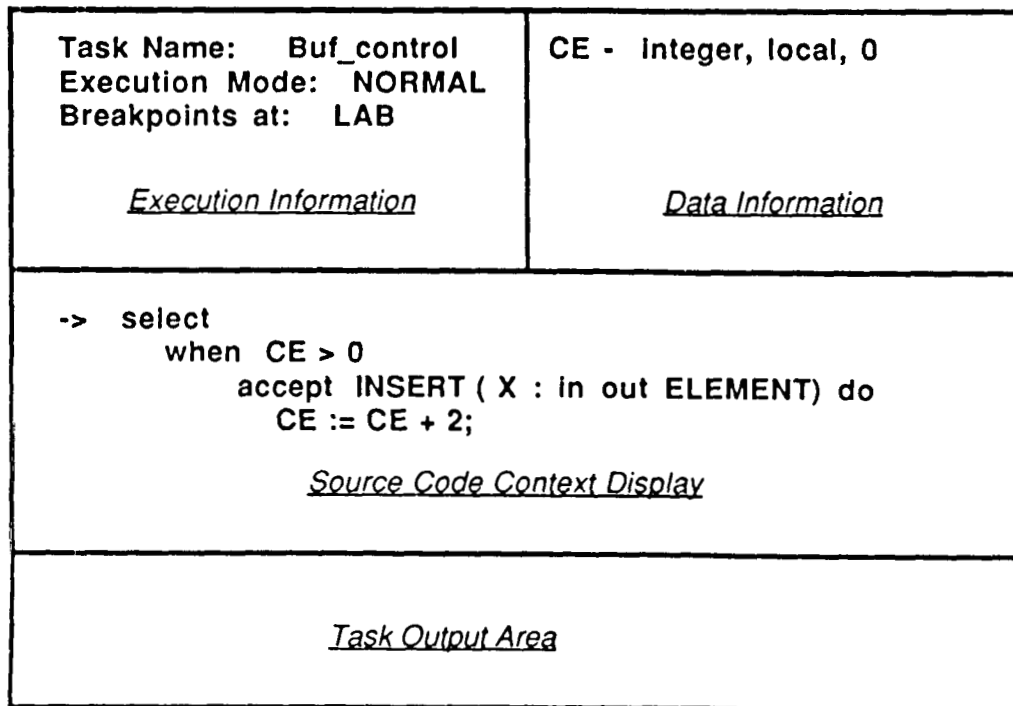 Task Name: Buf_control
Execution Mode: NORMAL
Breakpoints at: LAB
Execution Information
CE - integer, local, 0
Data Information
-> select
when CE > 0
accept INSERT ( X : in out ELEMENT) do
CE := CE + 2;
Source Code Context Display
Task Output Area